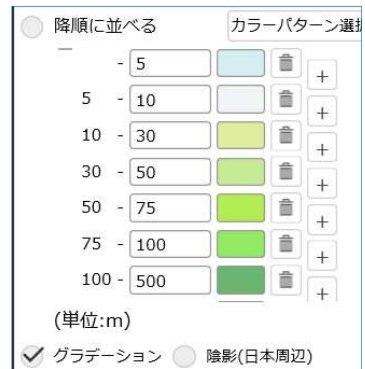 降順に並べる カラーパターン選
- 5
+
5 - 10
+
10 - 30
+
30 - 50
+
50 - 75
+
75 - 100
+
100 - 500
+
(単位:m)
グラデーション 陰影(日本周辺)